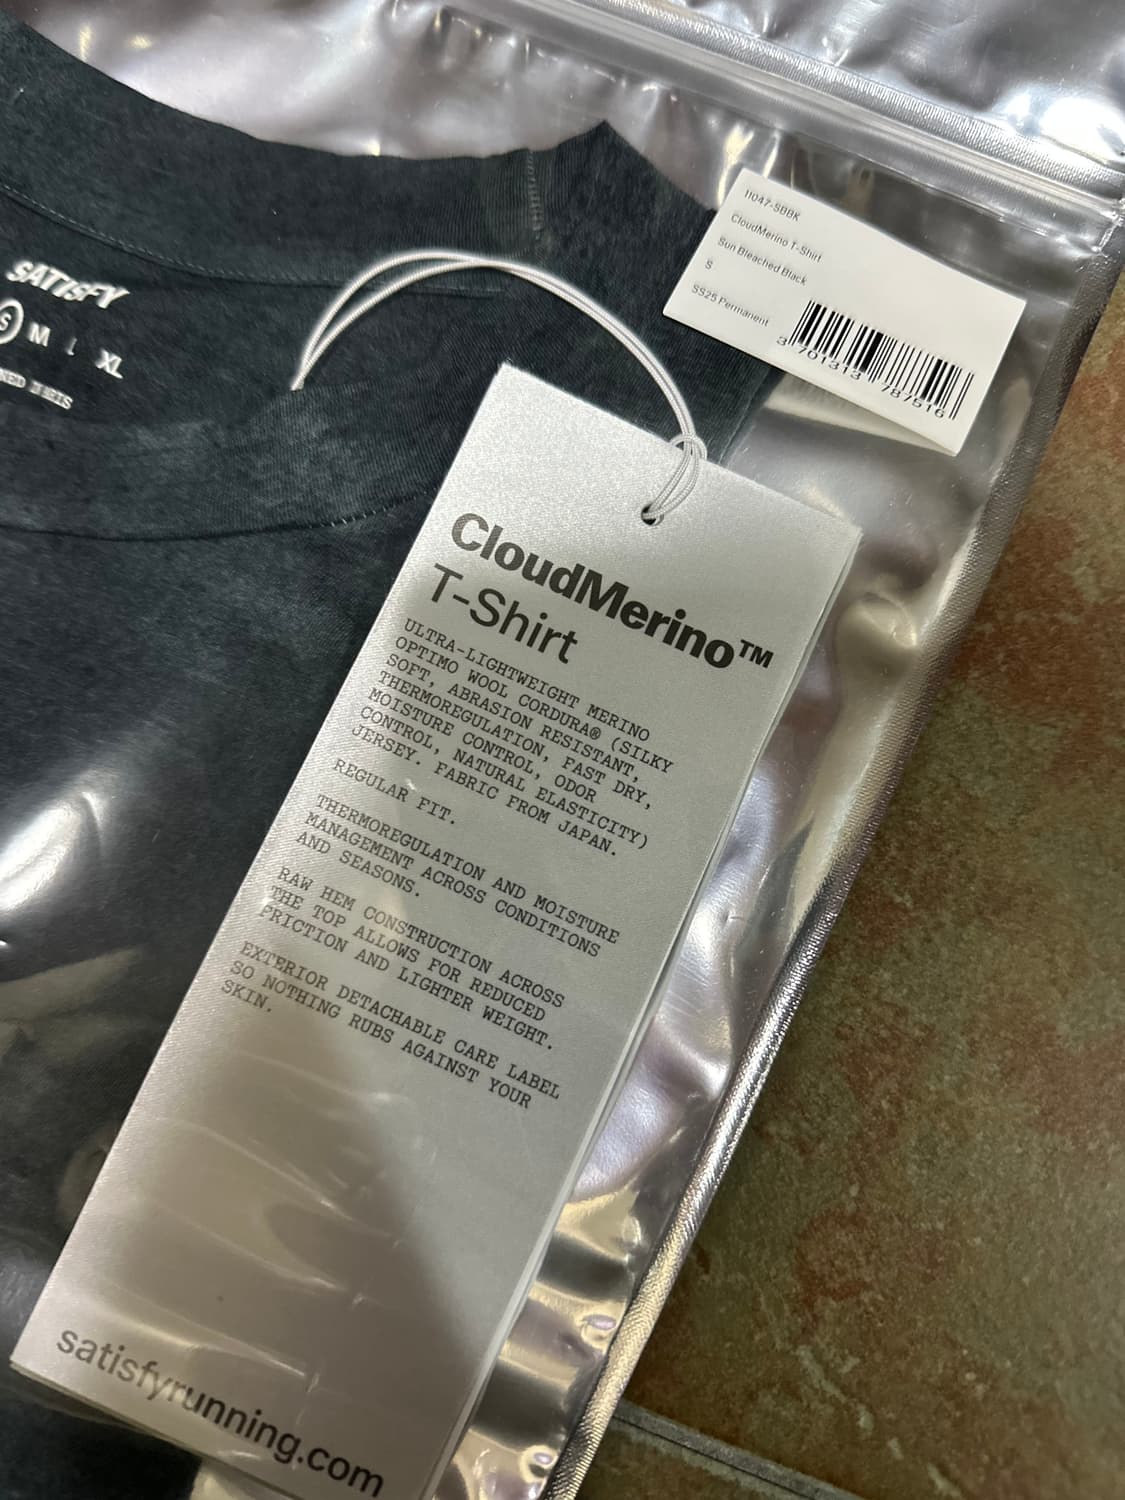 SATISFY
S M L XL
11047-SBBK
CloudMerino T-Shirt
Sun Bleached Black
S
SS25 Permanent
3 701313 787516
CloudMerino™
T-Shirt
ULTRA-LIGHTWEIGHT MERINO
OPTIMO WOOL CORDURA® (SILKY
SOFT, ABRASION RESISTANT,
THERMOREGULATION, FAST DRY,
MOISTURE CONTROL, ODOR
CONTROL, NATURAL ELASTICITY)
JERSEY. FABRIC FROM JAPAN.
REGULAR FIT.
THERMOREGULATION AND MOISTURE
MANAGEMENT ACROSS CONDITIONS
AND SEASONS.
RAW HEM CONSTRUCTION ACROSS
THE TOP ALLOWS FOR REDUCED
FRICTION AND LIGHTER WEIGHT.
EXTERIOR DETACHABLE CARE LABEL
SO NOTHING RUBS AGAINST YOUR
SKIN.
satisfyrunning.com